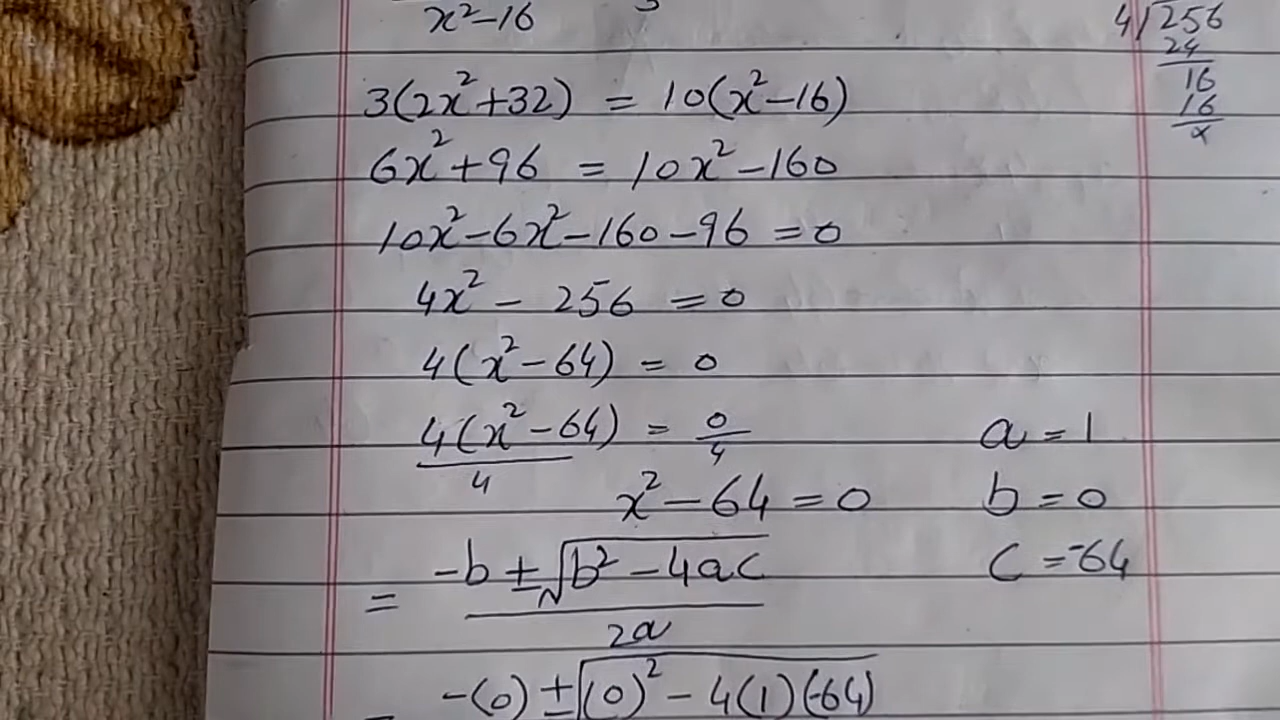 x²-16
3(2x²+32) = 10(x²-16)
6x²+96 = 10x²-160
10x²-6x²-160-96 = 0
4x² - 256 = 0
4(x²-64) = 0
4(x²-64)/4 = 0/4
x²-64 = 0
= -b ± √b²-4ac / 2a
-(0) ± √(0)² - 4(1)(-64)
a = 1
b = 0
c = -64
4) 256
24
16
16
x